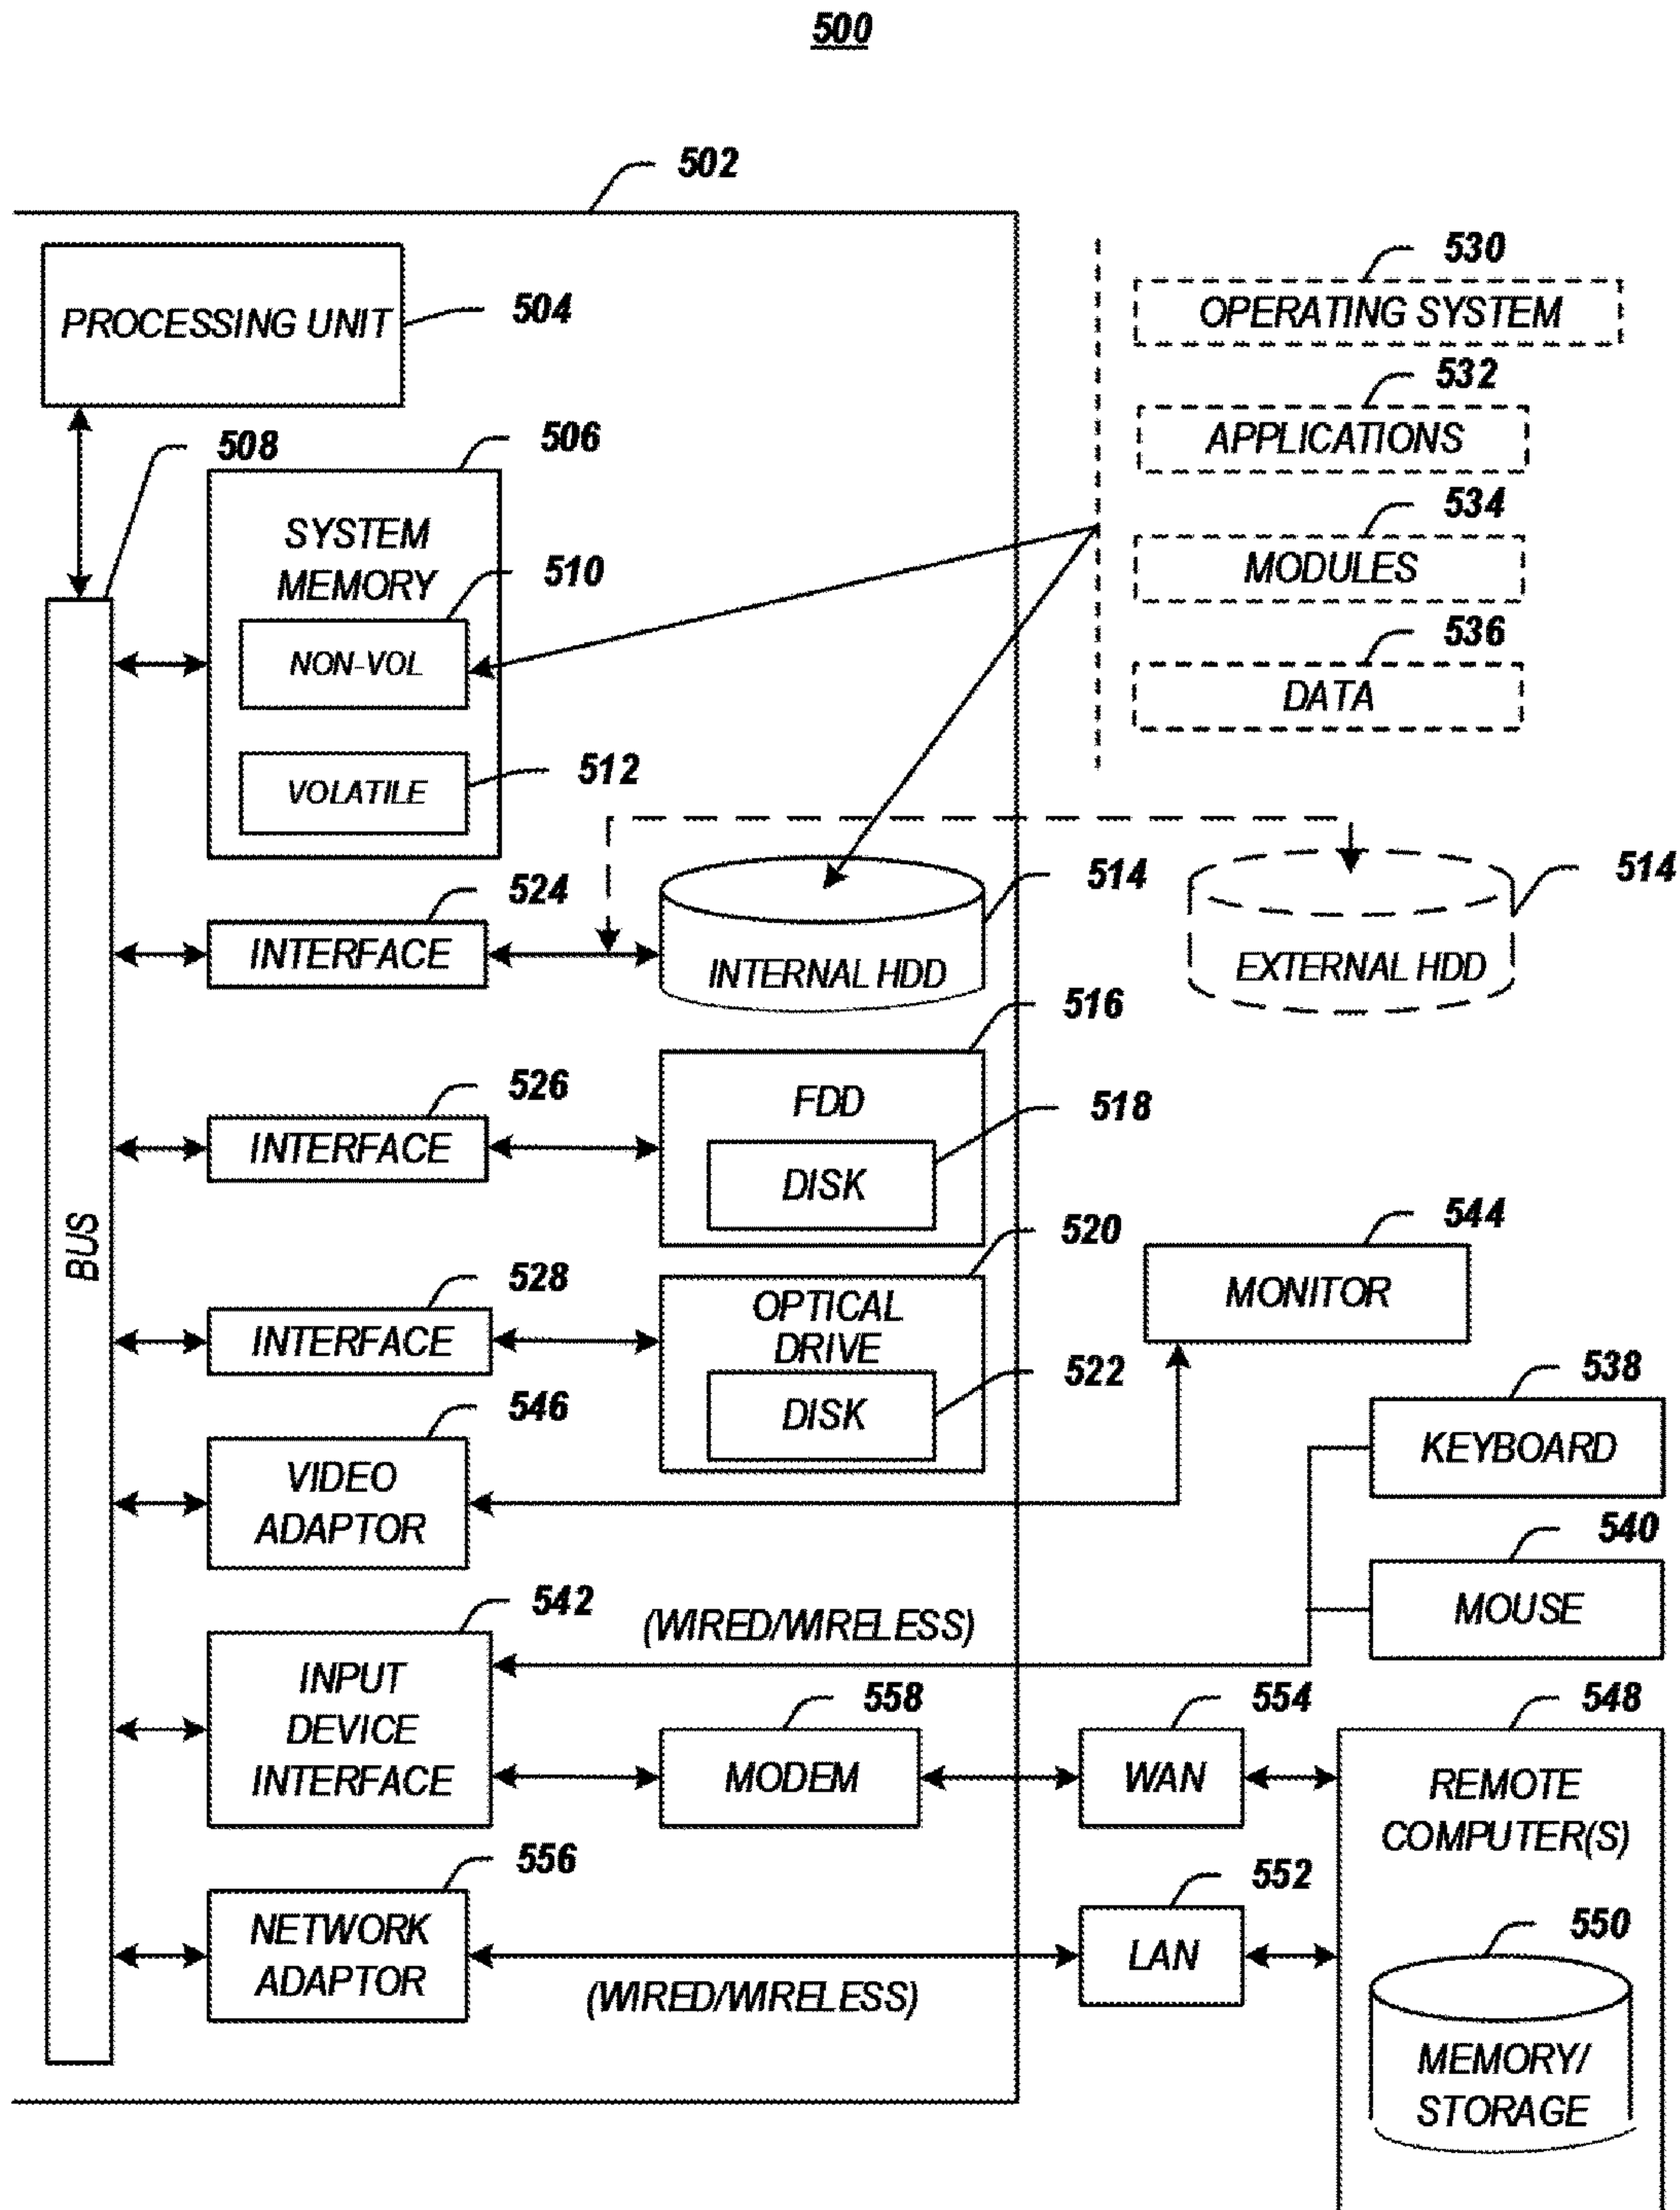 500
502
PROCESSING UNIT
504
530
OPERATING SYSTEM
532
APPLICATIONS
534
MODULES
536
DATA
508
506
SYSTEM
MEMORY
510
NON-VOL
512
VOLATILE
524
INTERFACE
514
INTERNAL HDD
514
EXTERNAL HDD
516
FDD
526
INTERFACE
518
DISK
BUS
520
OPTICAL
DRIVE
528
INTERFACE
522
DISK
544
MONITOR
546
VIDEO
ADAPTOR
538
KEYBOARD
540
MOUSE
542
INPUT
DEVICE
INTERFACE
(WIRED/WIRELESS)
558
MODEM
554
WAN
548
REMOTE
COMPUTER(S)
556
NETWORK
ADAPTOR
(WIRED/WIRELESS)
552
LAN
550
MEMORY/
STORAGE